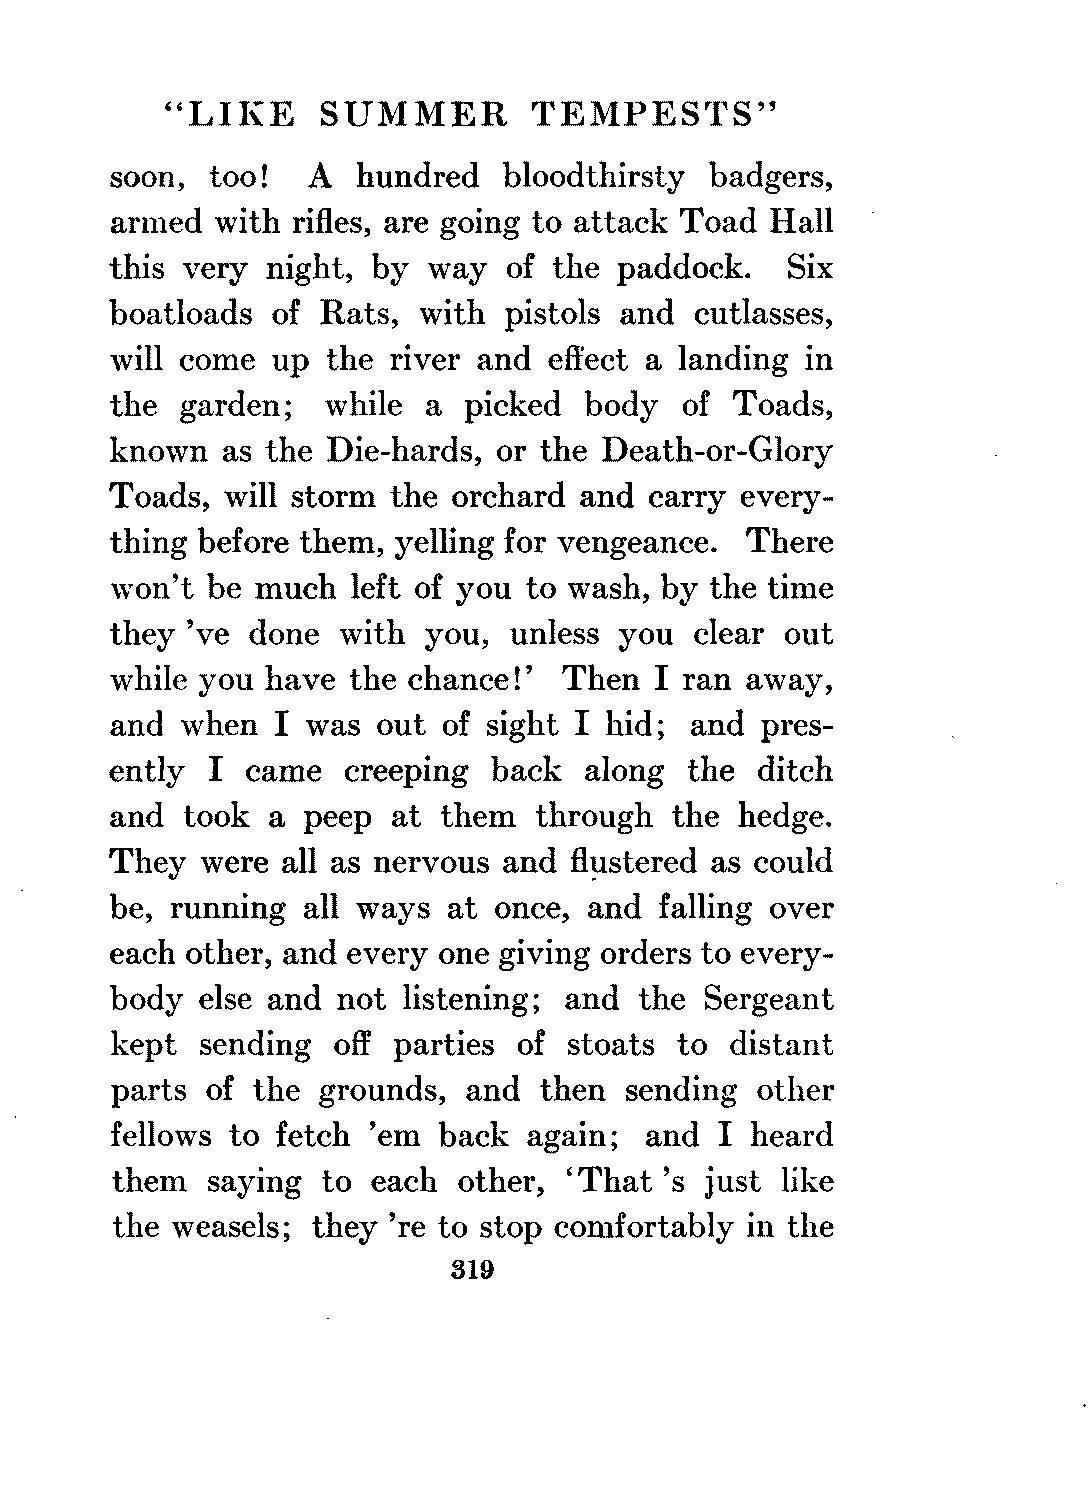 "LIKE SUMMER TEMPESTS"
soon, too! A hundred bloodthirsty badgers,
armed with rifles, are going to attack Toad Hall
this very night, by way of the paddock. Six
boatloads of Rats, with pistols and cutlasses,
will come up the river and effect a landing in
the garden; while a picked body of Toads,
known as the Die-hards, or the Death-or-Glory
Toads, will storm the orchard and carry every-
thing before them, yelling for vengeance. There
won't be much left of you to wash, by the time
they 've done with you, unless you clear out
while you have the chance!' Then I ran away,
and when I was out of sight I hid; and pres-
ently I came creeping back along the ditch
and took a peep at them through the hedge.
They were all as nervous and flustered as could
be, running all ways at once, and falling over
each other, and every one giving orders to every-
body else and not listening; and the Sergeant
kept sending off parties of stoats to distant
parts of the grounds, and then sending other
fellows to fetch 'em back again; and I heard
them saying to each other, 'That 's just like
the weasels; they 're to stop comfortably in the
319